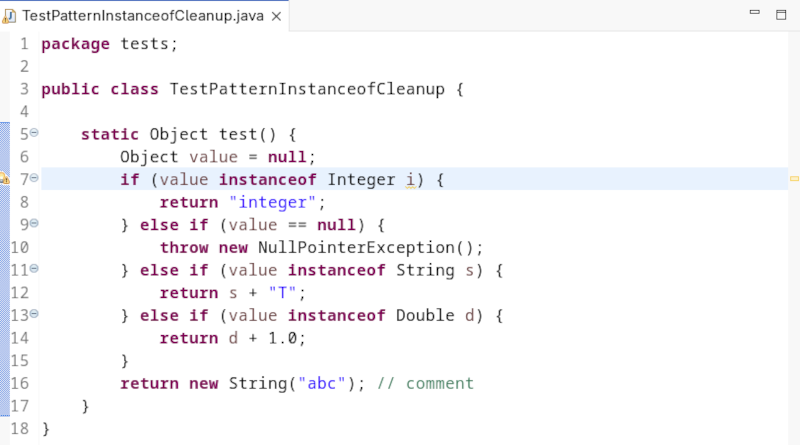 TestPatternInstanceofCleanup.java
1 package tests;
2
3 public class TestPatternInstanceofCleanup {
4
5     static Object test() {
6         Object value = null;
7         if (value instanceof Integer i) {
8             return "integer";
9         } else if (value == null) {
10             throw new NullPointerException();
11         } else if (value instanceof String s) {
12             return s + "T";
13         } else if (value instanceof Double d) {
14             return d + 1.0;
15         }
16         return new String("abc"); // comment
17     }
18 }